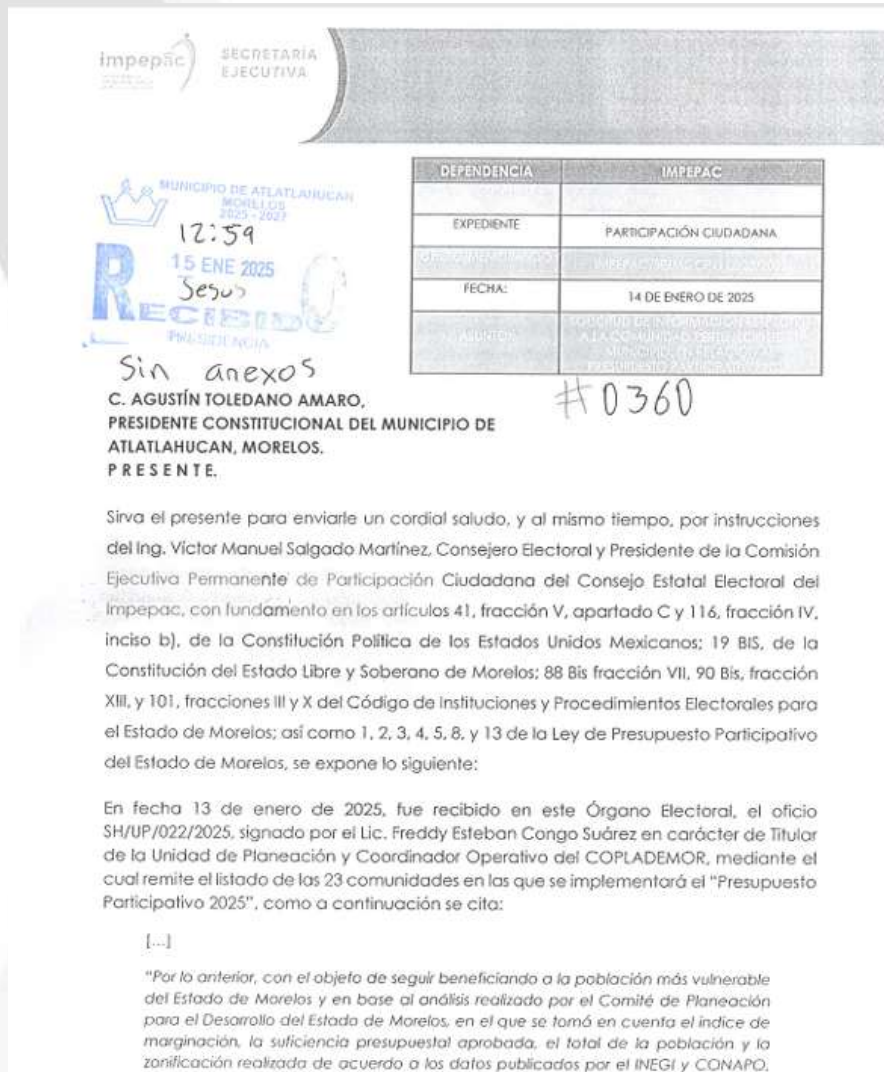 impepac
SECRETARÍA
EJECUTIVA
MUNICIPIO DE ATLATLAHUCAN
MORELOS
2025 - 2027
12:59
15 ENE 2025
Jesus
RECIBIDO
PRESIDENCIA
Sin anexos
DEPENDENCIA IMPEPAC
EXPEDIENTE PARTICIPACIÓN CIUDADANA
FECHA: 14 DE ENERO DE 2025
ASUNTO:
#0360
C. AGUSTÍN TOLEDANO AMARO,
PRESIDENTE CONSTITUCIONAL DEL MUNICIPIO DE
ATLATLAHUCAN, MORELOS.
P R E S E N T E.
Sirva el presente para enviarle un cordial saludo, y al mismo tiempo, por instrucciones
del Ing. Víctor Manuel Salgado Martínez, Consejero Electoral y Presidente de la Comisión
Ejecutiva Permanente de Participación Ciudadana del Consejo Estatal Electoral del
Impepac, con fundamento en los artículos 41, fracción V, apartado C y 116, fracción IV,
inciso b), de la Constitución Política de los Estados Unidos Mexicanos; 19 BIS, de la
Constitución del Estado Libre y Soberano de Morelos; 88 Bis fracción VII, 90 Bis, fracción
XIII, y 101, fracciones III y X del Código de Instituciones y Procedimientos Electorales para
el Estado de Morelos; así como 1, 2, 3, 4, 5, 8, y 13 de la Ley de Presupuesto Participativo
del Estado de Morelos, se expone lo siguiente:
En fecha 13 de enero de 2025, fue recibido en este Órgano Electoral, el oficio
SH/UP/022/2025, signado por el Lic. Freddy Esteban Congo Suárez en carácter de Titular
de la Unidad de Planeación y Coordinador Operativo del COPLADEMOR, mediante el
cual remite el listado de las 23 comunidades en las que se implementará el "Presupuesto
Participativo 2025", como a continuación se cita:
[...]
"Por lo anterior, con el objeto de seguir beneficiando a la población más vulnerable
del Estado de Morelos y en base al análisis realizado por el Comité de Planeación
para el Desarrollo del Estado de Morelos, en el que se tomó en cuenta el índice de
marginación, la suficiencia presupuestal aprobada, el total de la población y la
zonificación realizada de acuerdo a los datos publicados por el INEGI y CONAPO,